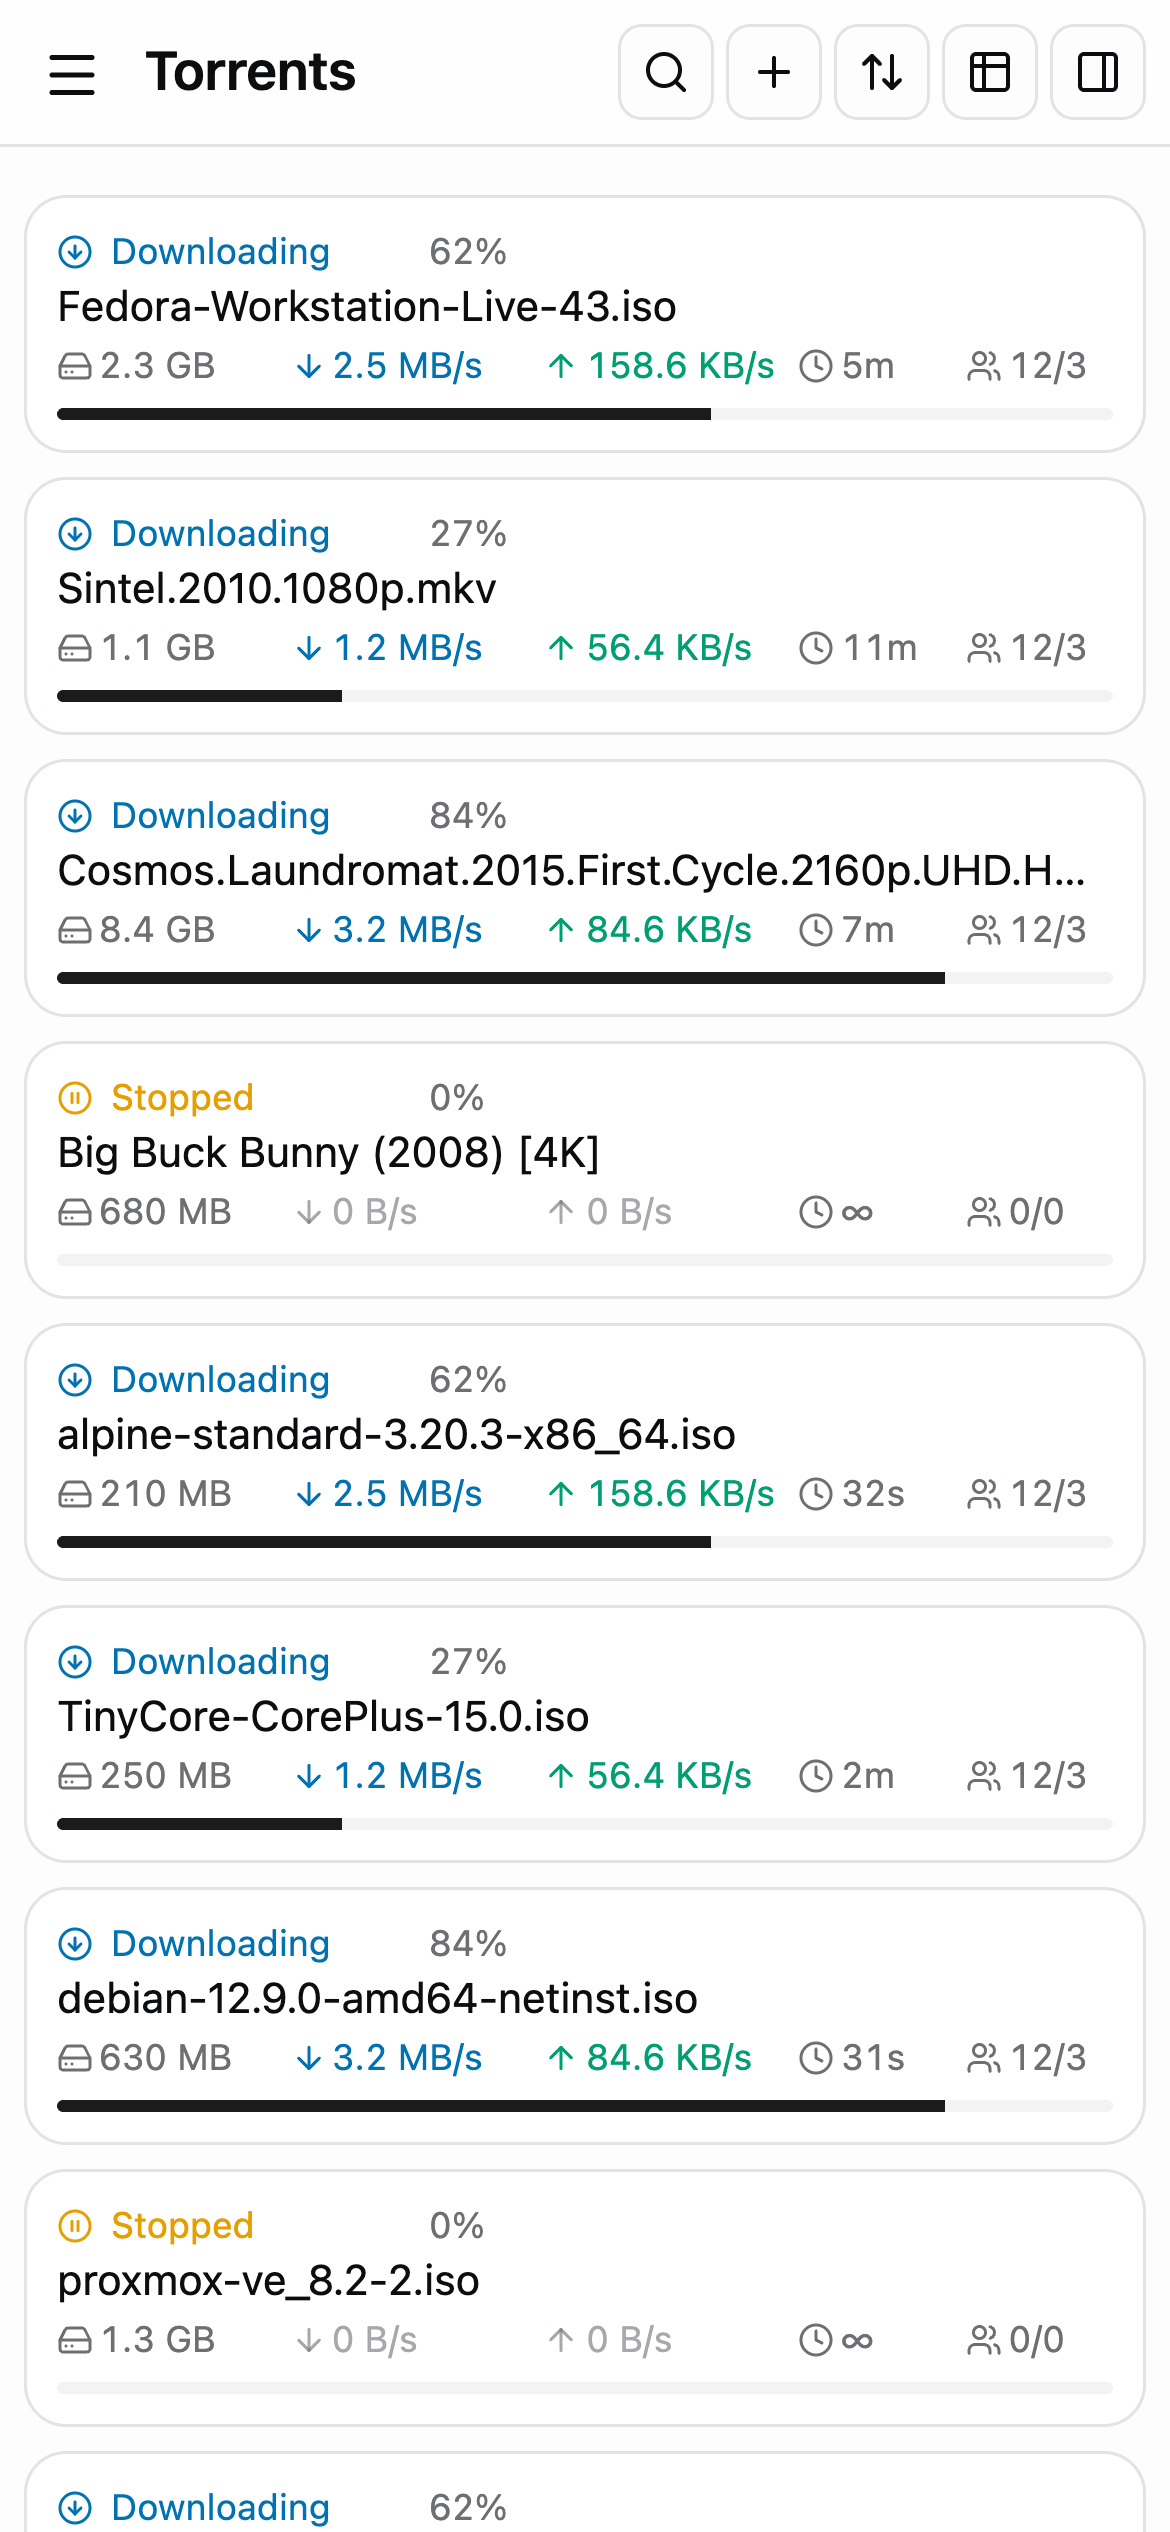 Torrents
Downloading 62%
Fedora-Workstation-Live-43.iso
2.3 GB 2.5 MB/s 158.6 KB/s 5m 12/3
Downloading 27%
Sintel.2010.1080p.mkv
1.1 GB 1.2 MB/s 56.4 KB/s 11m 12/3
Downloading 84%
Cosmos.Laundromat.2015.First.Cycle.2160p.UHD.H...
8.4 GB 3.2 MB/s 84.6 KB/s 7m 12/3
Stopped 0%
Big Buck Bunny (2008) [4K]
680 MB 0 B/s 0 B/s ∞ 0/0
Downloading 62%
alpine-standard-3.20.3-x86_64.iso
210 MB 2.5 MB/s 158.6 KB/s 32s 12/3
Downloading 27%
TinyCore-CorePlus-15.0.iso
250 MB 1.2 MB/s 56.4 KB/s 2m 12/3
Downloading 84%
debian-12.9.0-amd64-netinst.iso
630 MB 3.2 MB/s 84.6 KB/s 31s 12/3
Stopped 0%
proxmox-ve_8.2-2.iso
1.3 GB 0 B/s 0 B/s ∞ 0/0
Downloading 62%